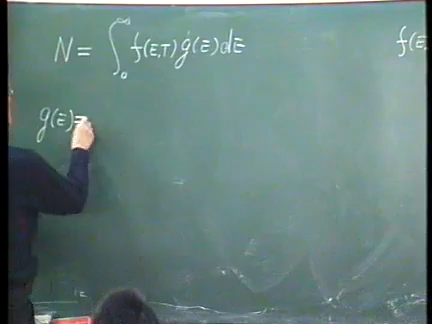 N = ∫₀^∞ f(E,T) g(E) dE
f(E,
g(E)=